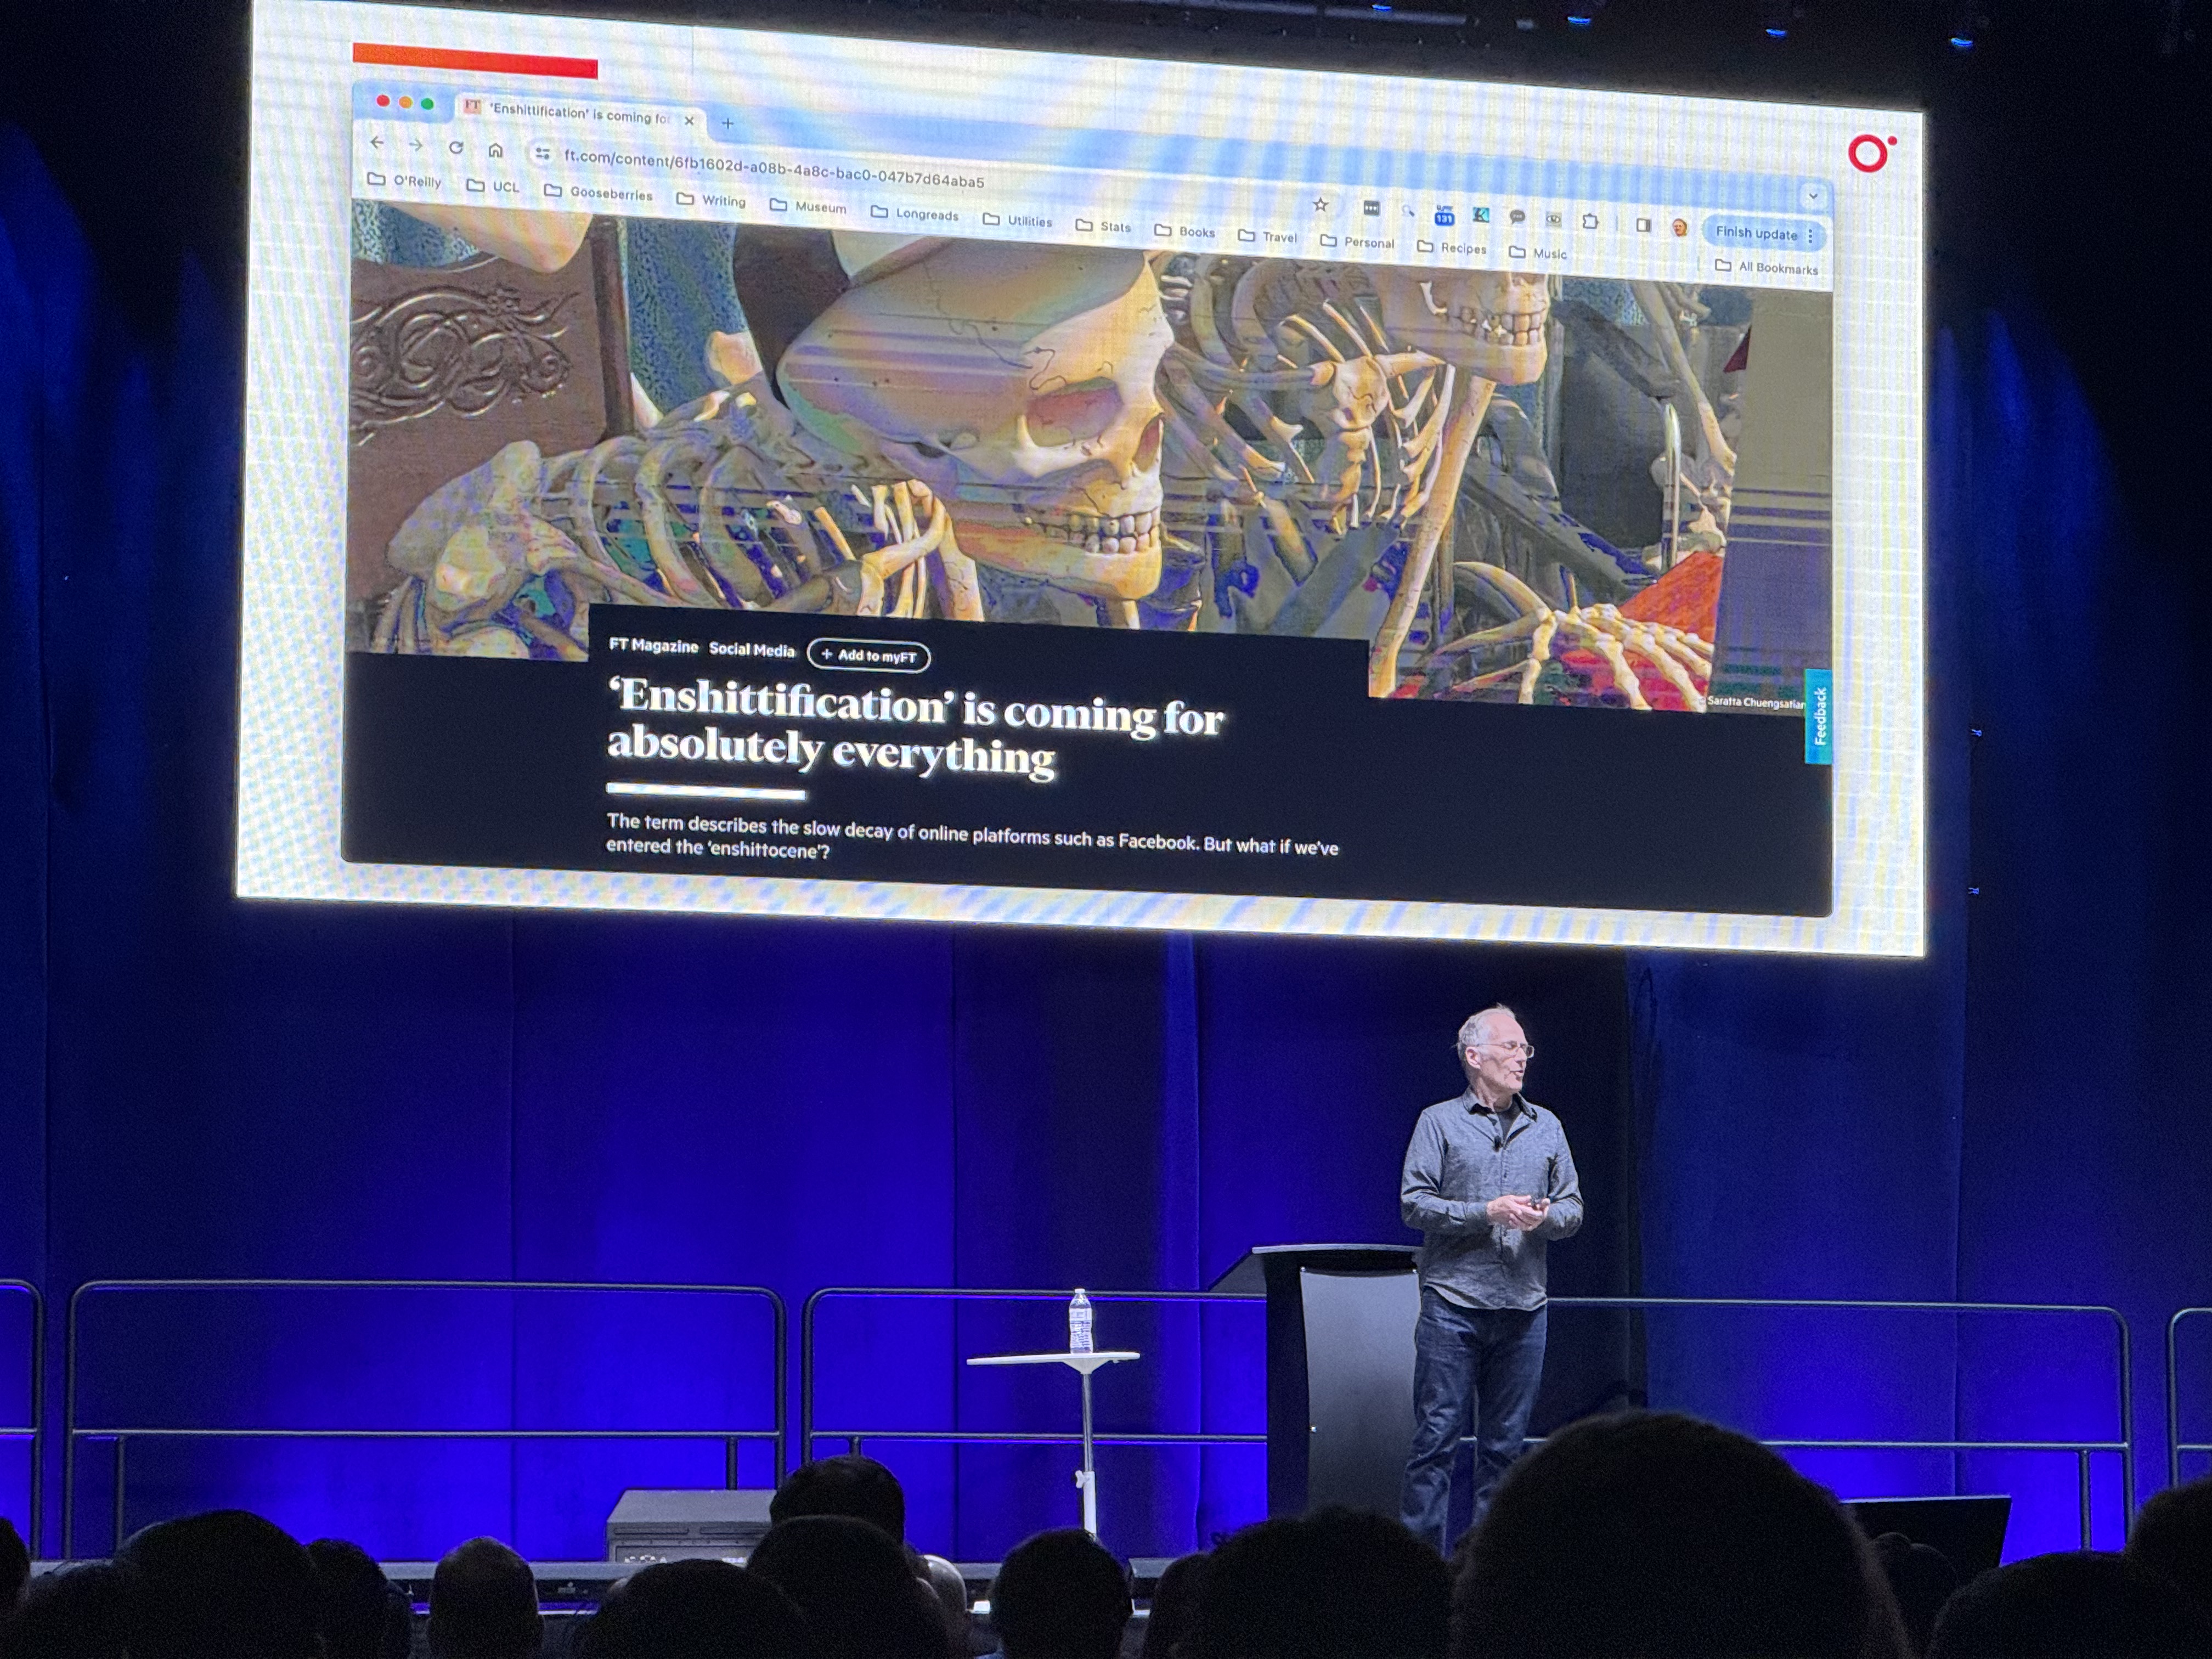 FT 'Enshittification' is coming for
ft.com/content/6fb1602d-a08b-4a8c-bac0-047b7d64aba5
Finish update
O'Reilly UCL Gooseberries Writing Museum Longreads Utilities Stats Books Travel Personal Recipes Music All Bookmarks
131
FT Magazine Social Media + Add to myFT
‘Enshittification’ is coming for
absolutely everything
The term describes the slow decay of online platforms such as Facebook. But what if we’ve
entered the ‘enshittocene’?
Saratta Chuengsatian
Feedback